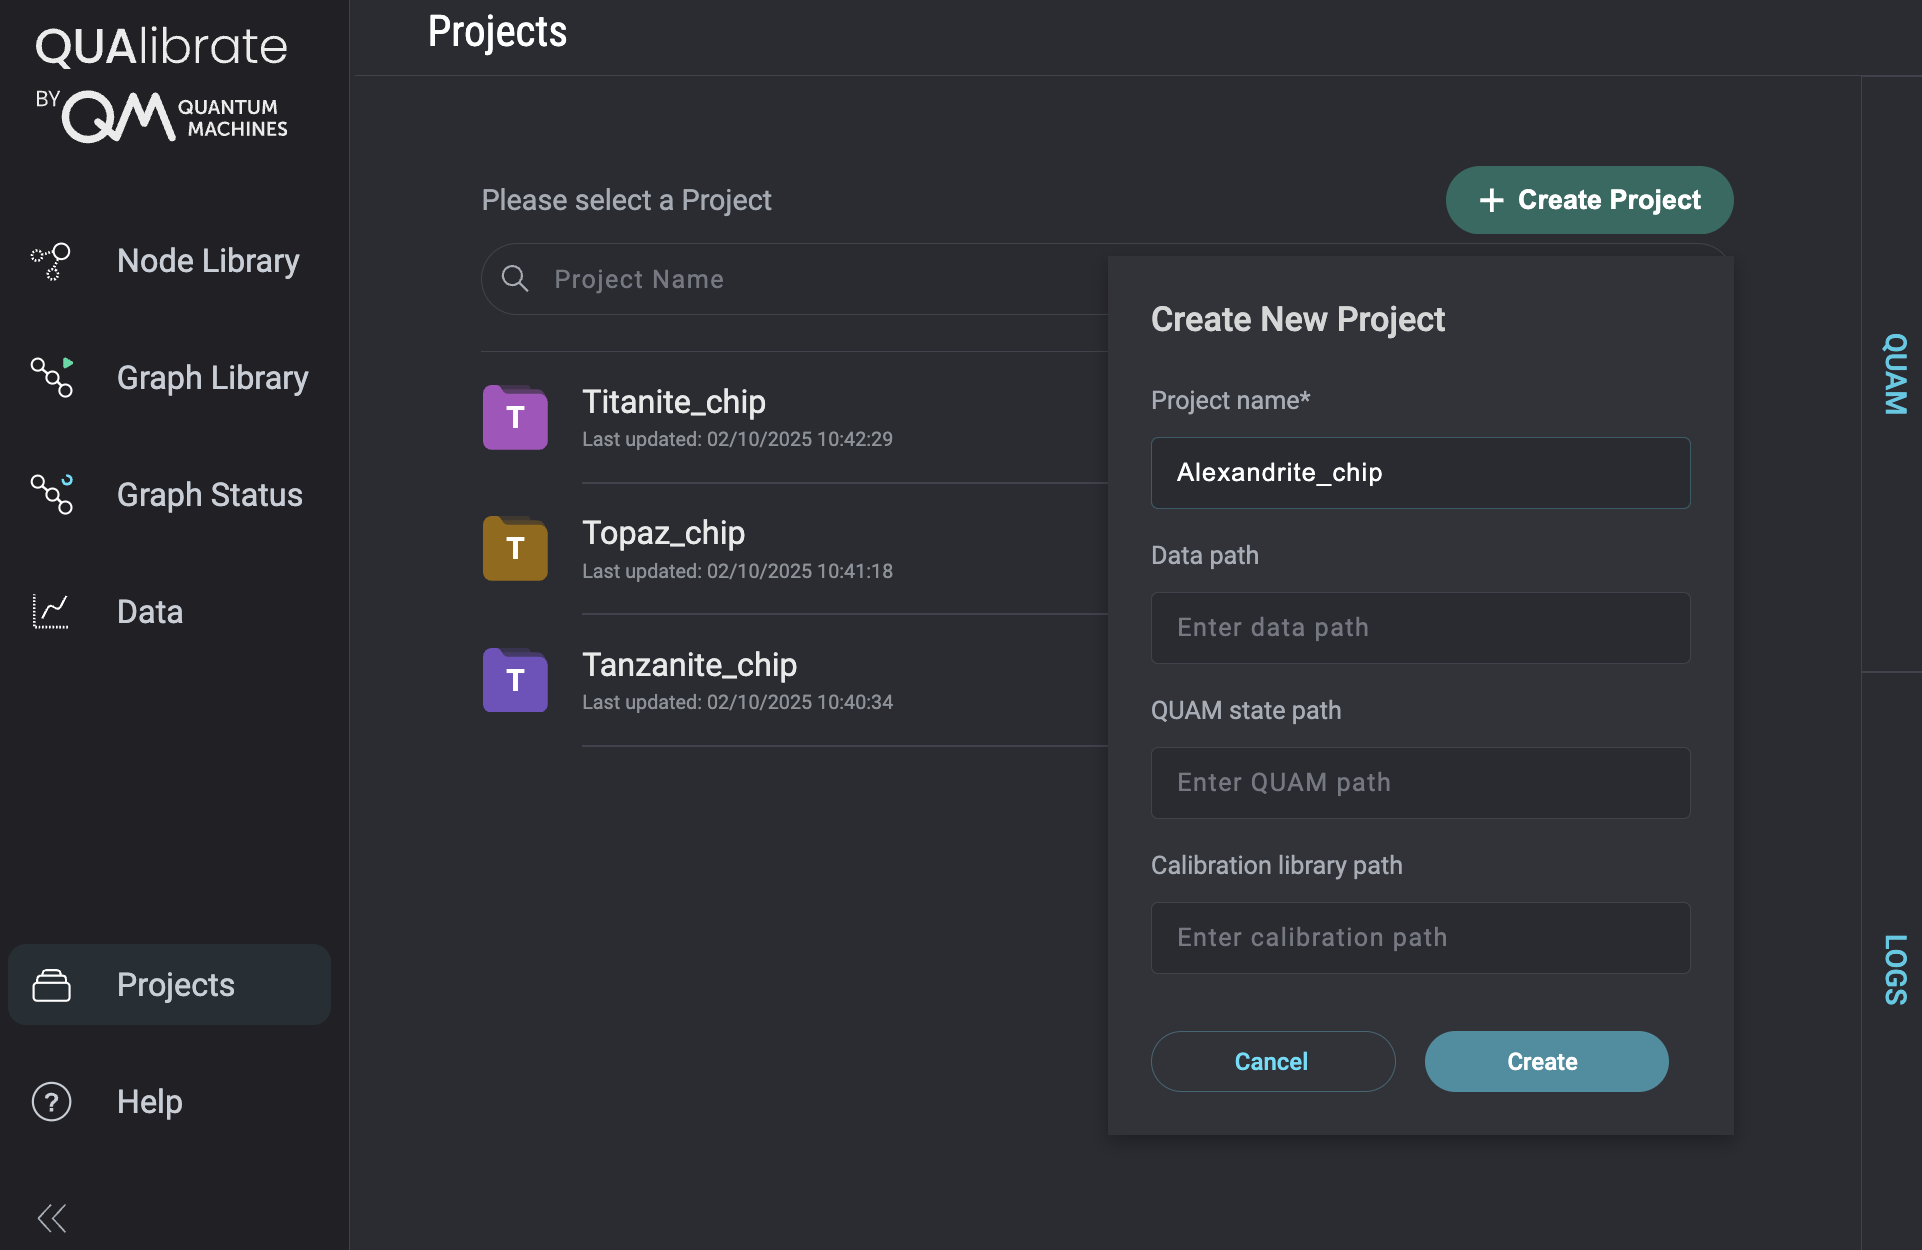 QUAlibrate
BY QM QUANTUM
MACHINES
Node Library
Graph Library
Graph Status
Data
Projects
Help
Projects
Please select a Project
+ Create Project
Project Name
T
Titanite_chip
Last updated: 02/10/2025 10:42:29
T
Topaz_chip
Last updated: 02/10/2025 10:41:18
T
Tanzanite_chip
Last updated: 02/10/2025 10:40:34
Create New Project
Project name*
Alexandrite_chip
Data path
Enter data path
QUAM state path
Enter QUAM path
Calibration library path
Enter calibration path
Cancel
Create
QUAM
LOGS